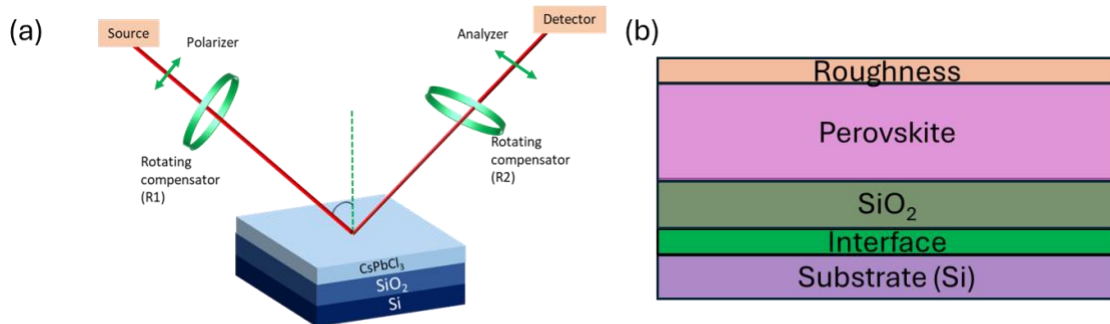 (a)
Source
Polarizer
Rotating
compensator
(R1)
Detector
Analyzer
Rotating
compensator
(R2)
CsPbCl₃
SiO₂
Si
(b)
Roughness
Perovskite
SiO₂
Interface
Substrate (Si)